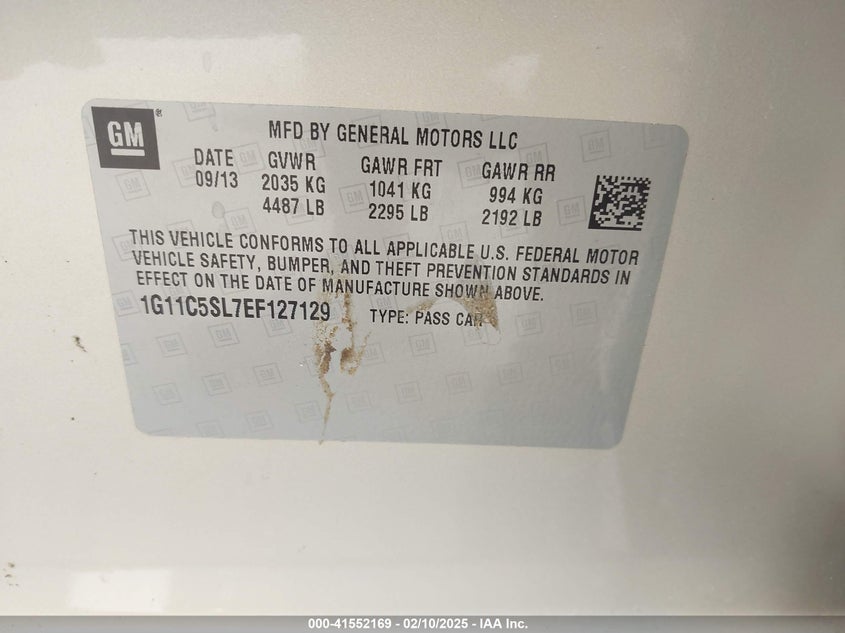 GM®
MFD BY GENERAL MOTORS LLC
DATE GVWR GAWR FRT GAWR RR
09/13 2035 KG 1041 KG 994 KG
4487 LB 2295 LB 2192 LB
THIS VEHICLE CONFORMS TO ALL APPLICABLE U.S. FEDERAL MOTOR
VEHICLE SAFETY, BUMPER, AND THEFT PREVENTION STANDARDS IN
EFFECT ON THE DATE OF MANUFACTURE SHOWN ABOVE.
1G11C5SL7EF127129 TYPE: PASS CAR
000-41552169 - 02/10/2025 - IAA Inc.